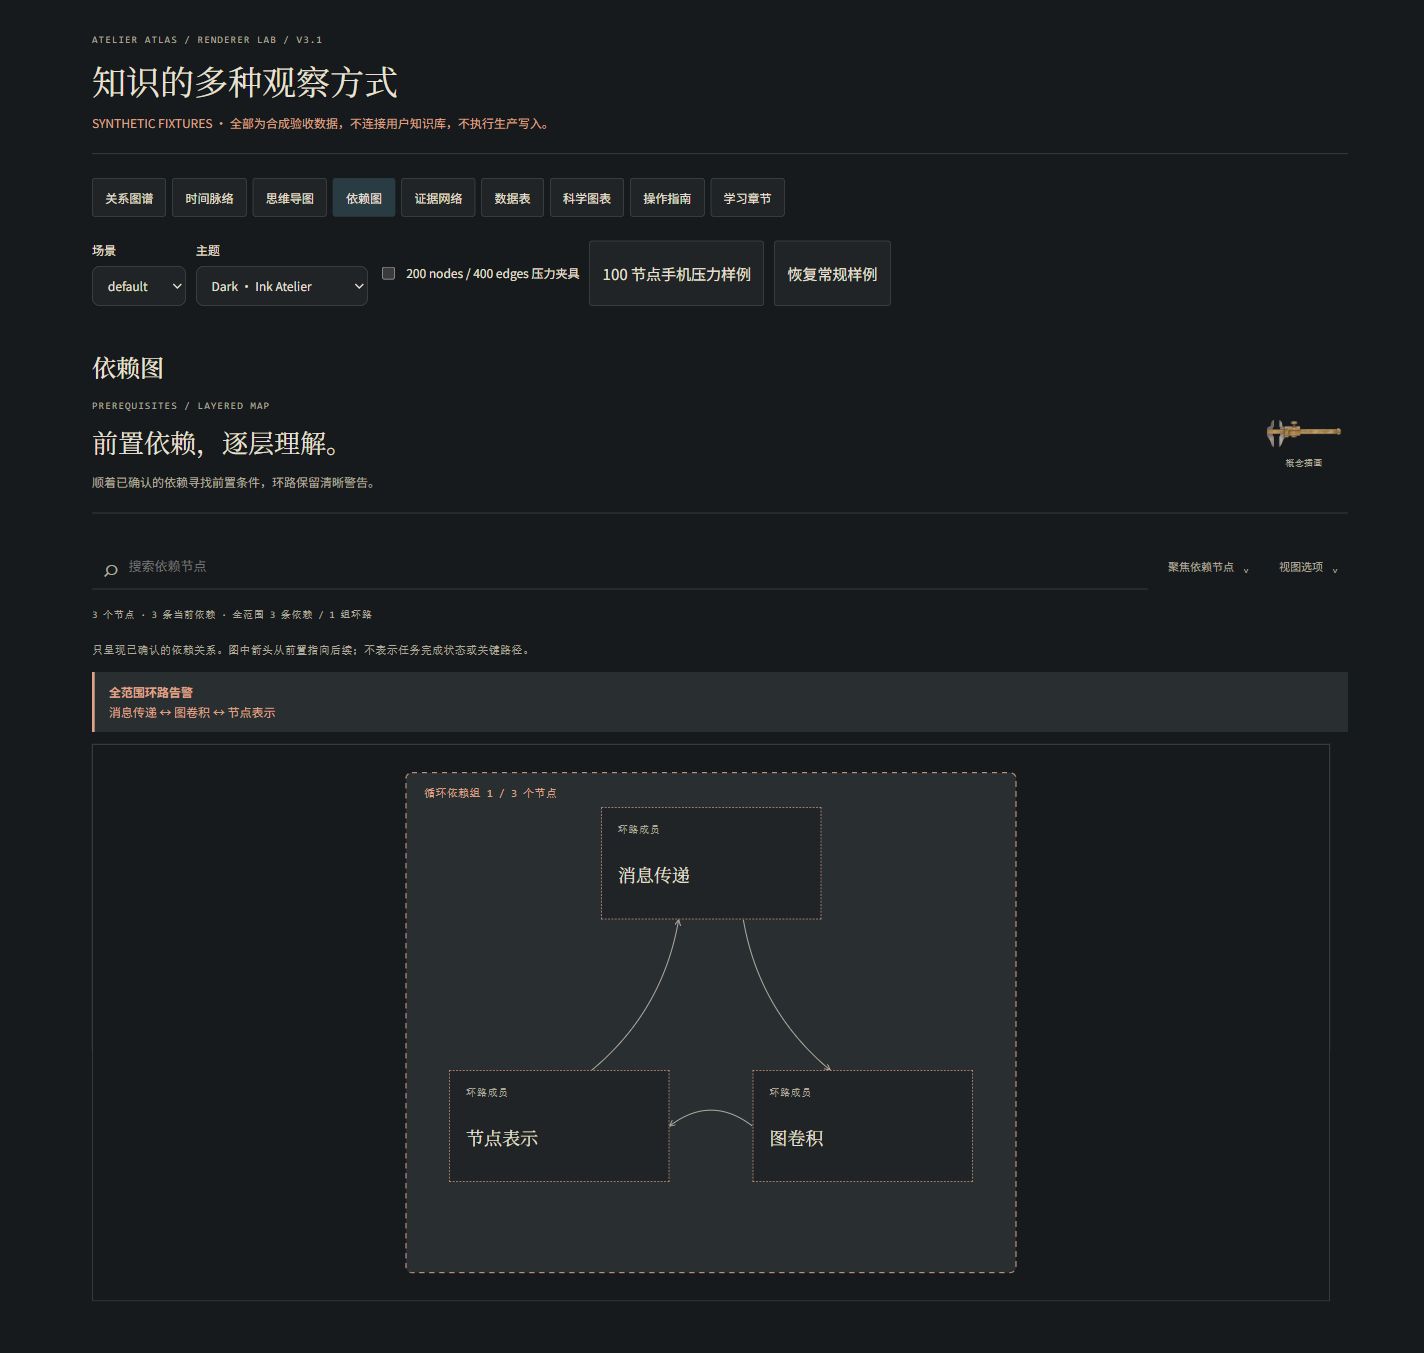 ATELIER ATLAS / RENDERER LAB / V3.1
知识的多种观察方式
SYNTHETIC FIXTURES · 全部为合成验收数据，不连接用户知识库，不执行生产写入。
关系图谱 时间脉络 思维导图 依赖图 证据网络 数据表 科学图表 操作指南 学习章节
场景 主题
default Dark · Ink Atelier 200 nodes / 400 edges 压力夹具 100 节点手机压力样例 恢复常规样例
依赖图
PREREQUISITES / LAYERED MAP
前置依赖，逐层理解。
顺着已确认的依赖寻找前置条件，环路保留清晰警告。
概念插画
搜索依赖节点 聚焦依赖节点 视图选项
3 个节点 · 3 条当前依赖 · 全范围 3 条依赖 / 1 组环路
只呈现已确认的依赖关系。图中箭头从前置指向后续；不表示任务完成状态或关键路径。
全范围环路告警
消息传递 ↔ 图卷积 ↔ 节点表示
循环依赖组 1 / 3 个节点
环路成员
消息传递
环路成员
节点表示
环路成员
图卷积